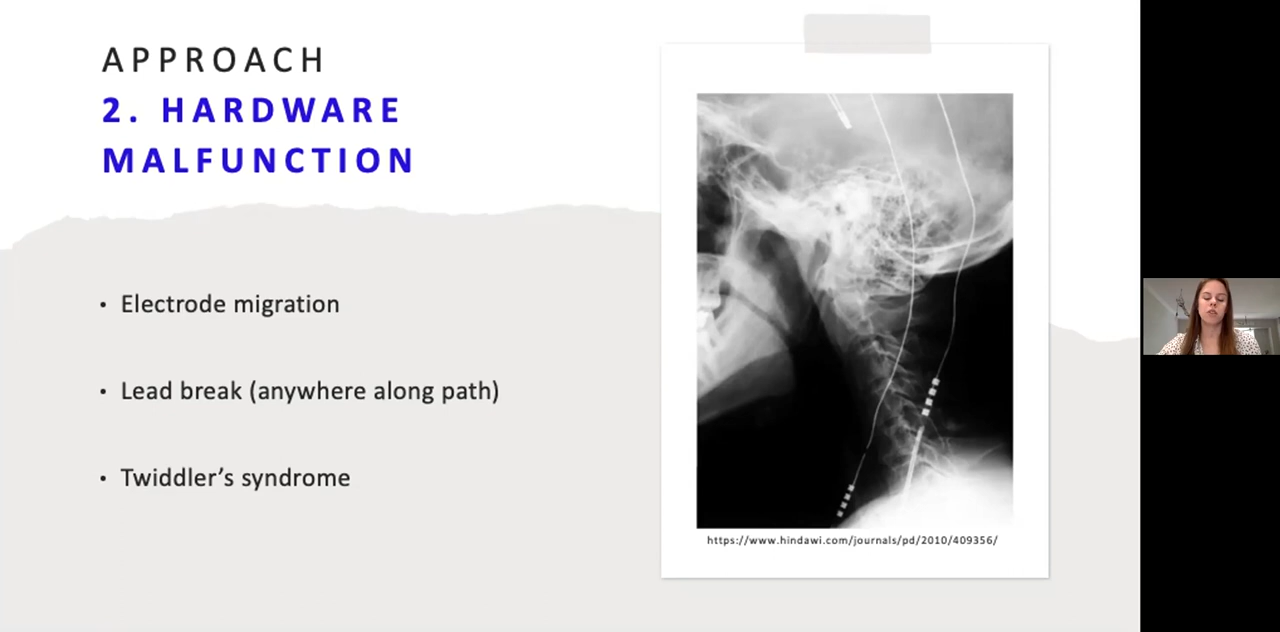 APPROACH
2. HARDWARE
MALFUNCTION
• Electrode migration
• Lead break (anywhere along path)
• Twiddler’s syndrome
https://www.hindawi.com/journals/pd/2010/409356/